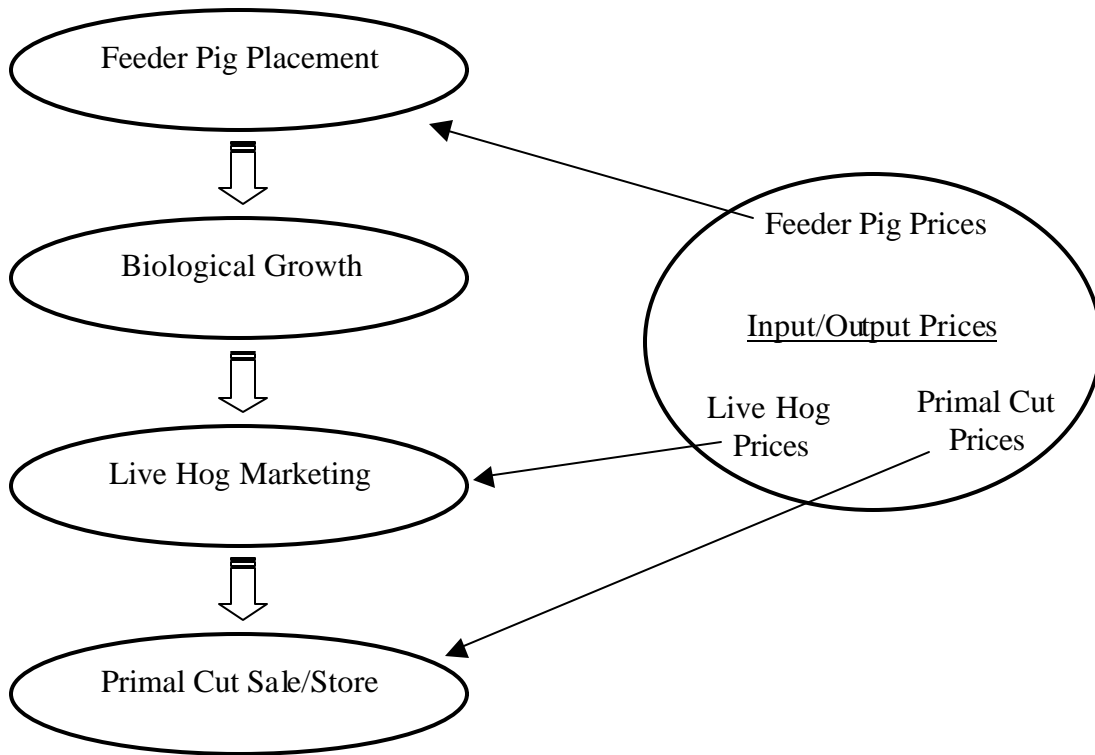 Feeder Pig Placement
Biological Growth
Live Hog Marketing
Primal Cut Sale/Store
Feeder Pig Prices
Input/Output Prices
Live Hog
Prices
Primal Cut
Prices